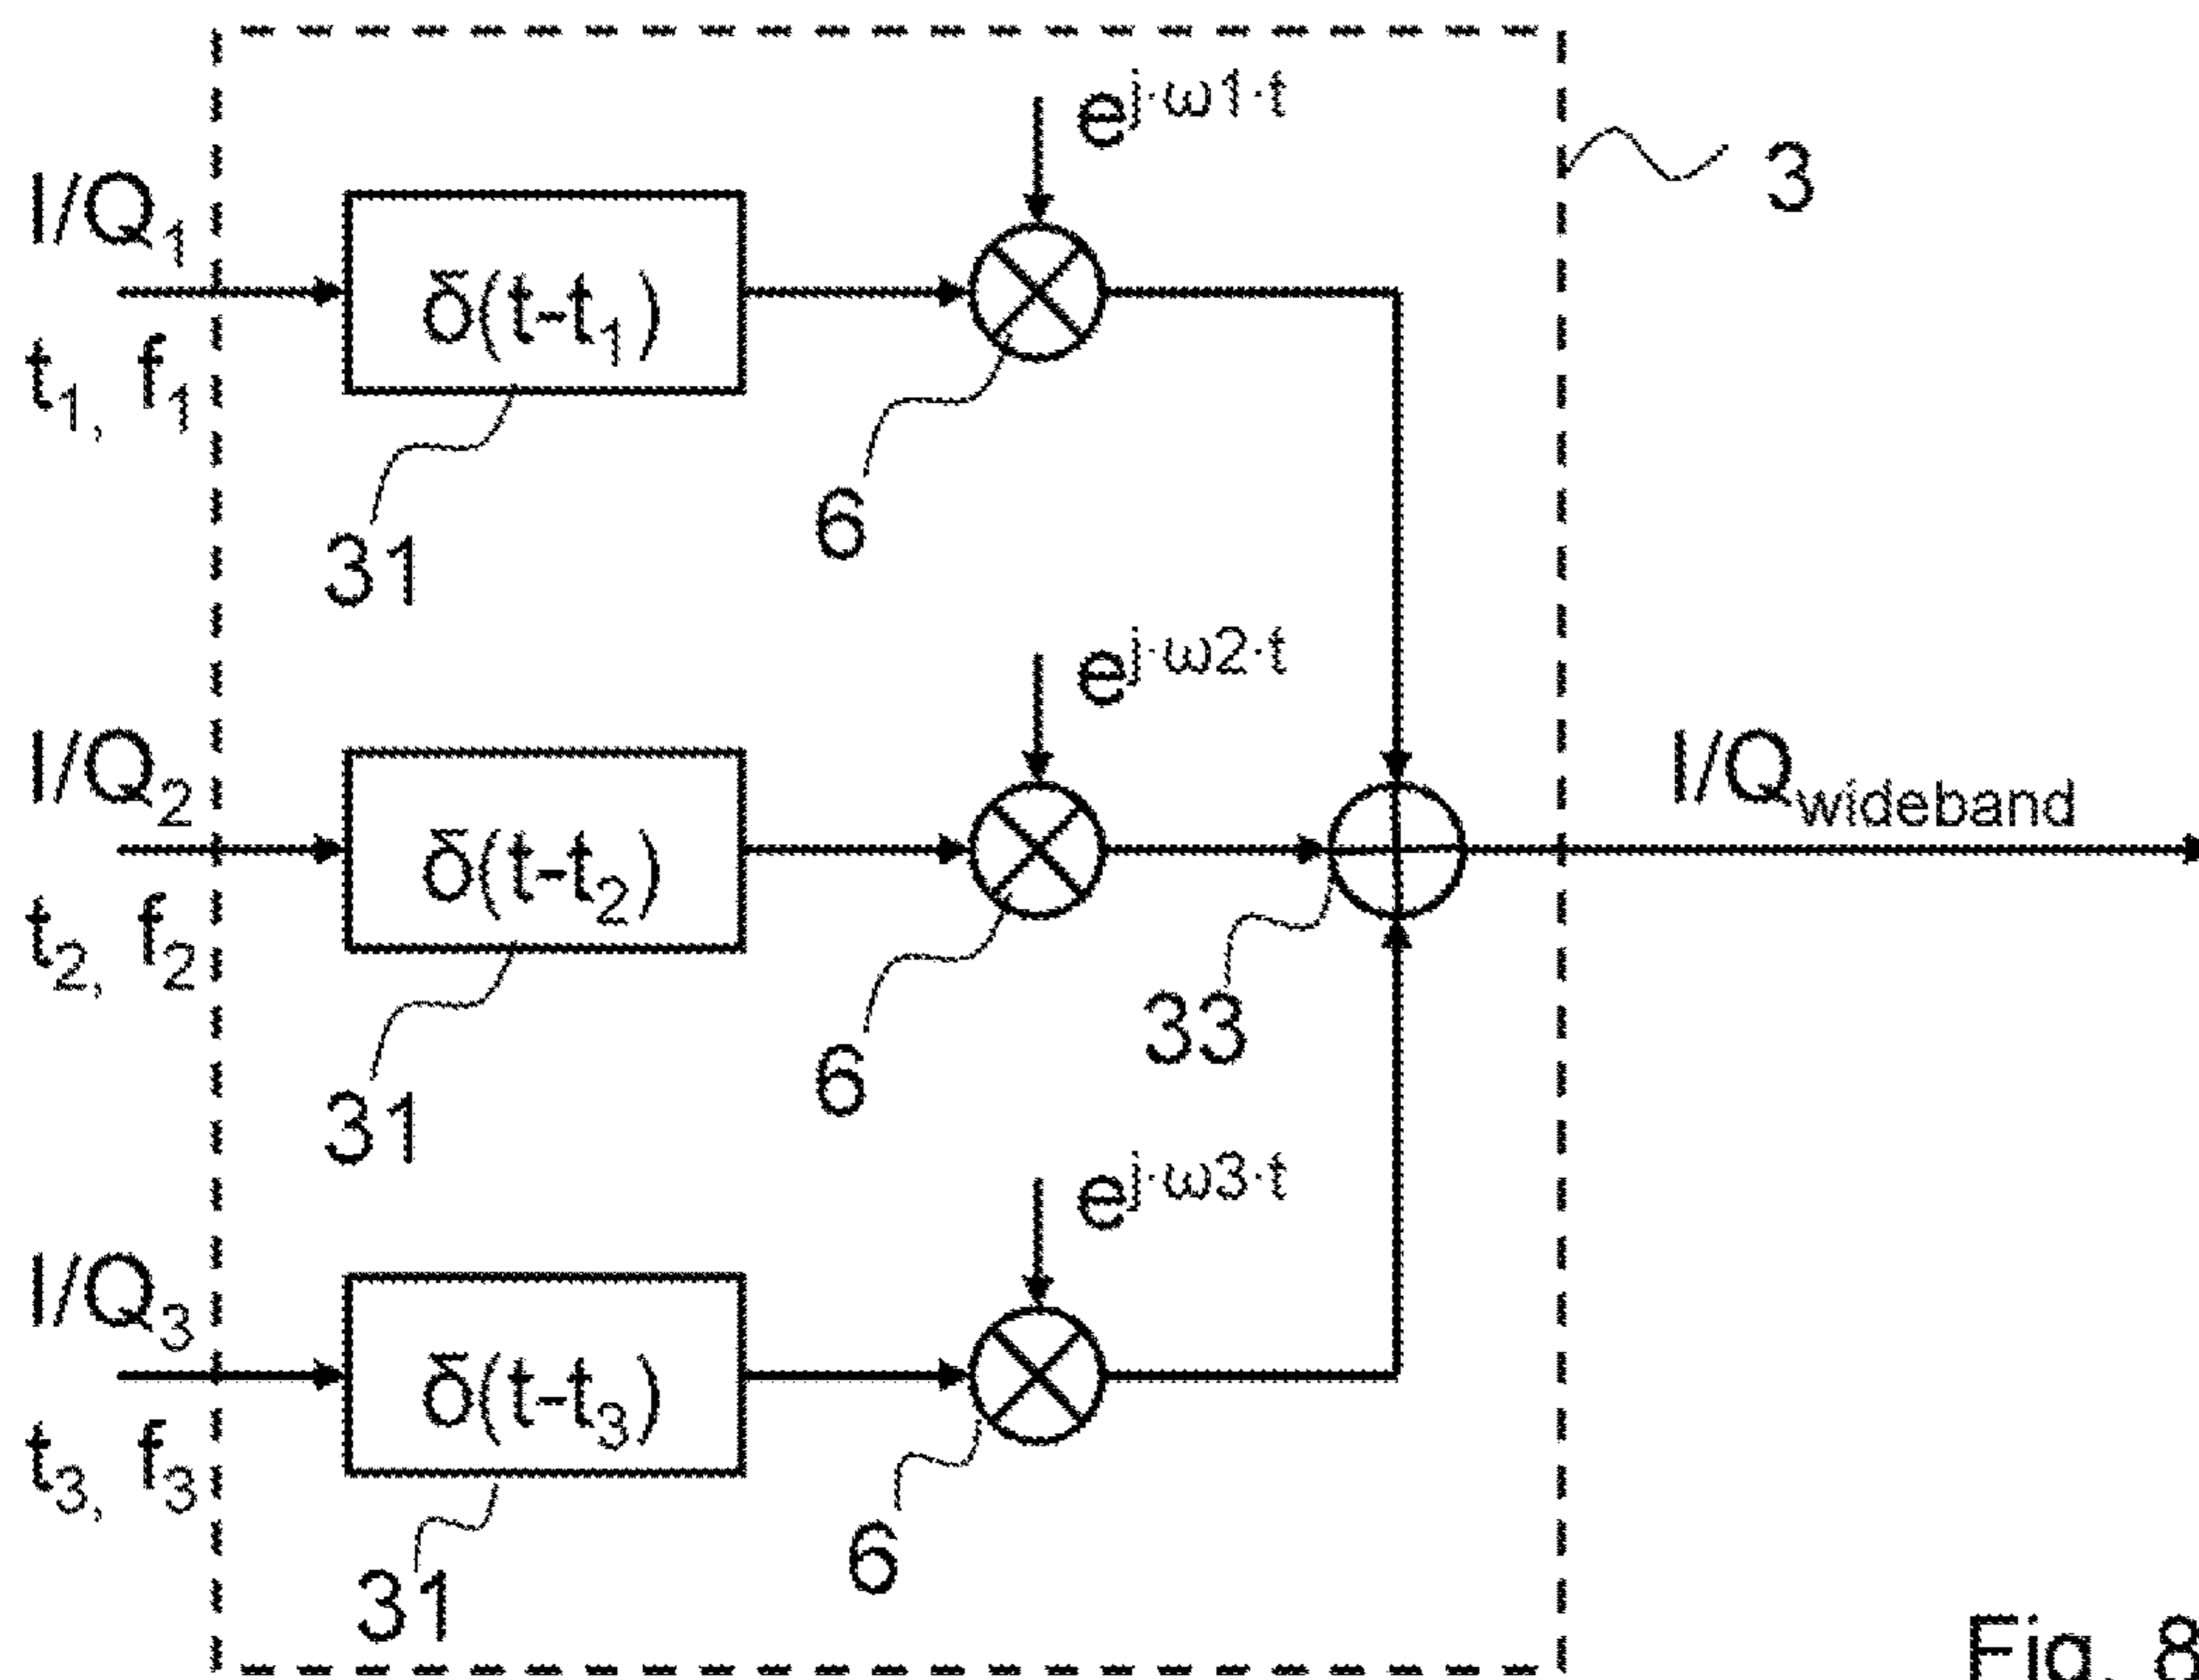 e^j·ω1·t
3
I/Q₁
δ(t-t₁)
t₁, f₁
6
31
e^j·ω2·t
I/Q₂
I/Q_wideband
δ(t-t₂)
t₂, f₂
33
6
31
e^j·ω3·t
I/Q₃
δ(t-t₃)
t₃, f₃
6
31
Fig. 8